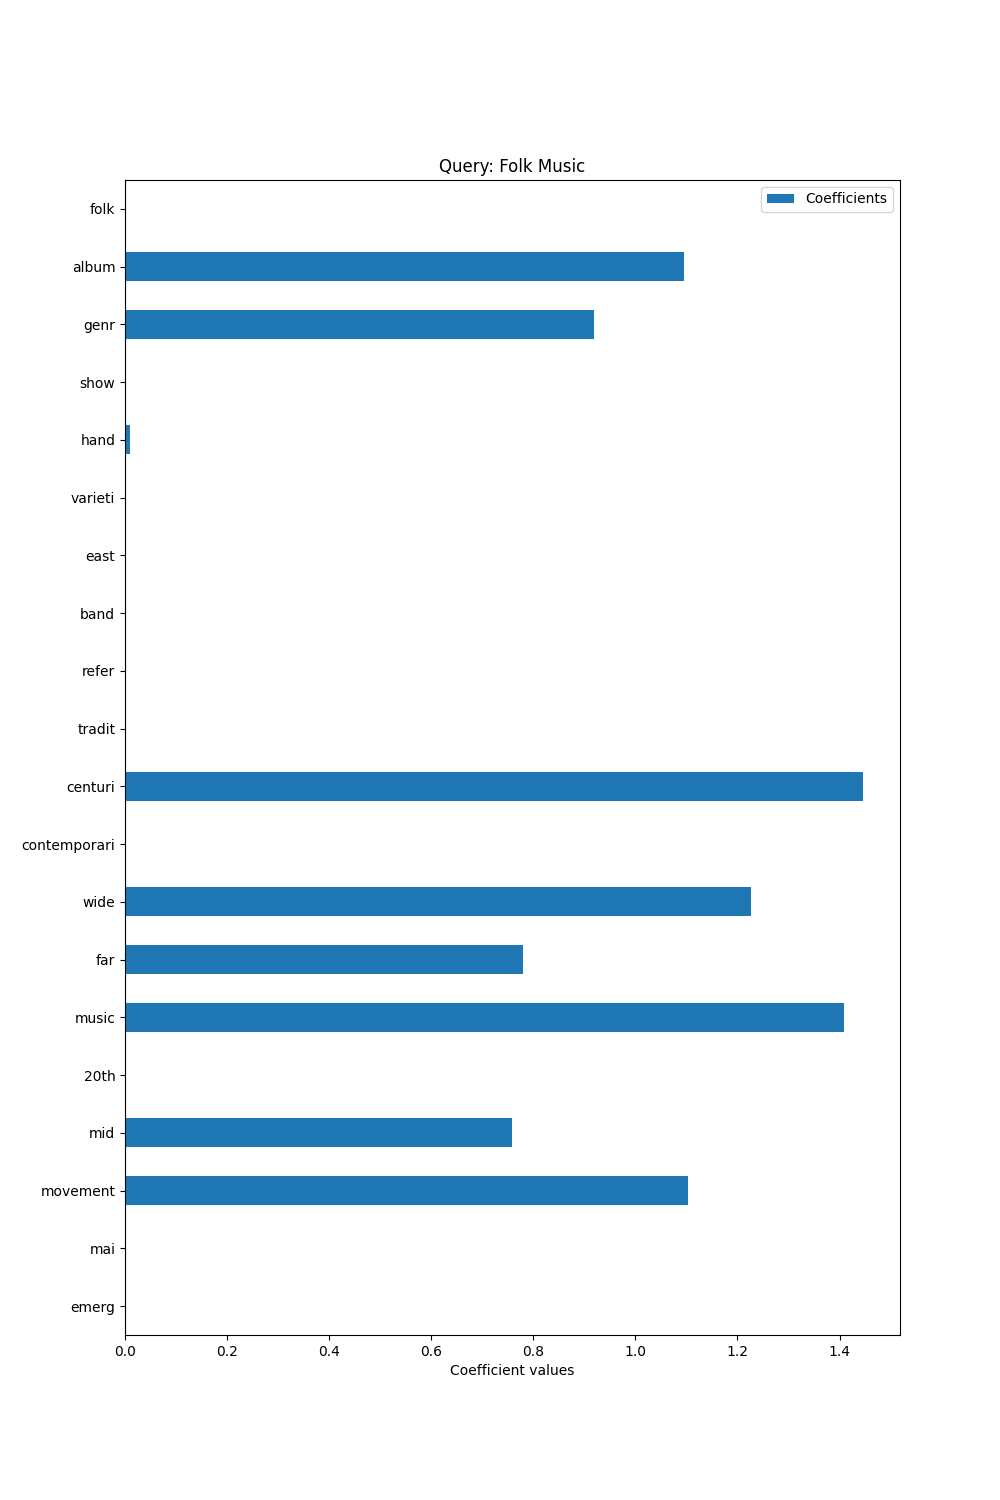 Query: Folk Music
Coefficients
folk
album
genr
show
hand
varieti
east
band
refer
tradit
centuri
contemporari
wide
far
music
20th
mid
movement
mai
emerg
0.0 0.2 0.4 0.6 0.8 1.0 1.2 1.4
Coefficient values